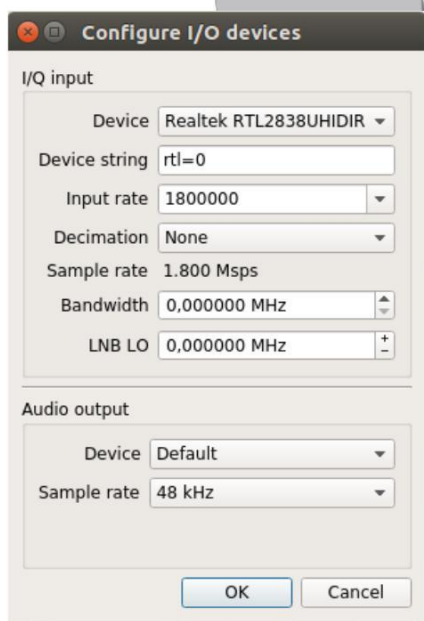 Configure I/O devices
I/Q input
Device Realtek RTL2838UHIDIR
Device string rtl=0
Input rate 1800000
Decimation None
Sample rate 1.800 Msps
Bandwidth 0,000000 MHz
LNB LO 0,000000 MHz
Audio output
Device Default
Sample rate 48 kHz
OK Cancel